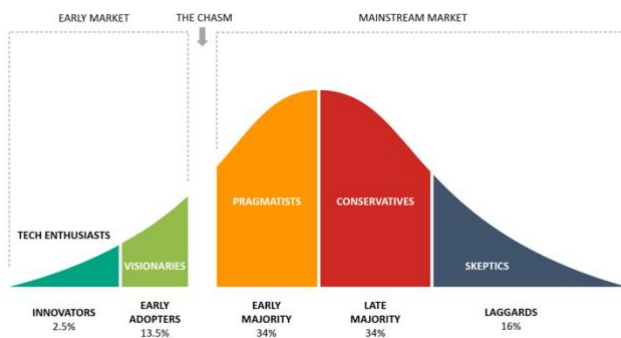 EARLY MARKET
THE CHASM
MAINSTREAM MARKET
PRAGMATISTS
CONSERVATIVES
TECH ENTHUSIASTS
VISIONARIES
SKEPTICS
INNOVATORS
2.5%
EARLY
ADOPTERS
13.5%
EARLY
MAJORITY
34%
LATE
MAJORITY
34%
LAGGARDS
16%